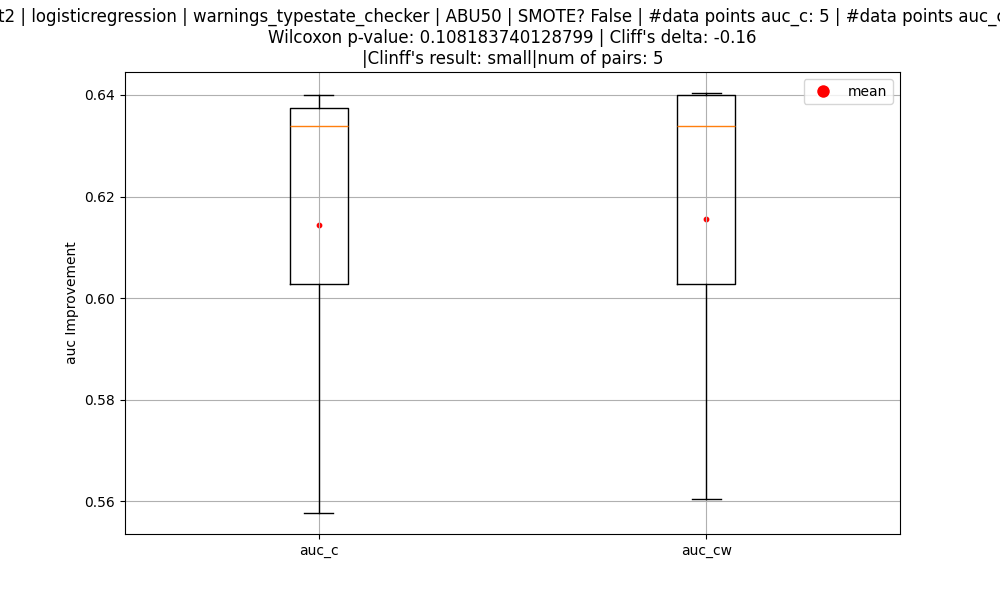 t2 | logisticregression | warnings_typestate_checker | ABU50 | SMOTE? False | #data points auc_c: 5 | #data points auc_c
Wilcoxon p-value: 0.108183740128799 | Cliff's delta: -0.16
|Clinff's result: small|num of pairs: 5
mean
0.64
0.62
0.60
0.58
0.56
auc Improvement
auc_c
auc_cw